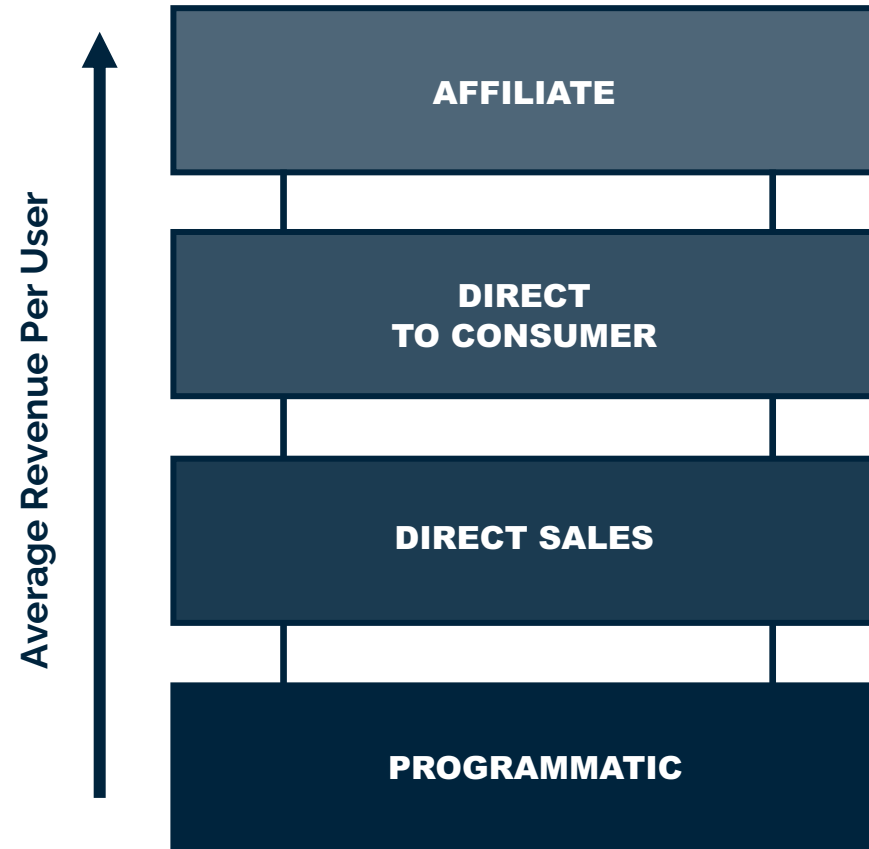 Average Revenue Per User
AFFILIATE
DIRECT
TO CONSUMER
DIRECT SALES
PROGRAMMATIC